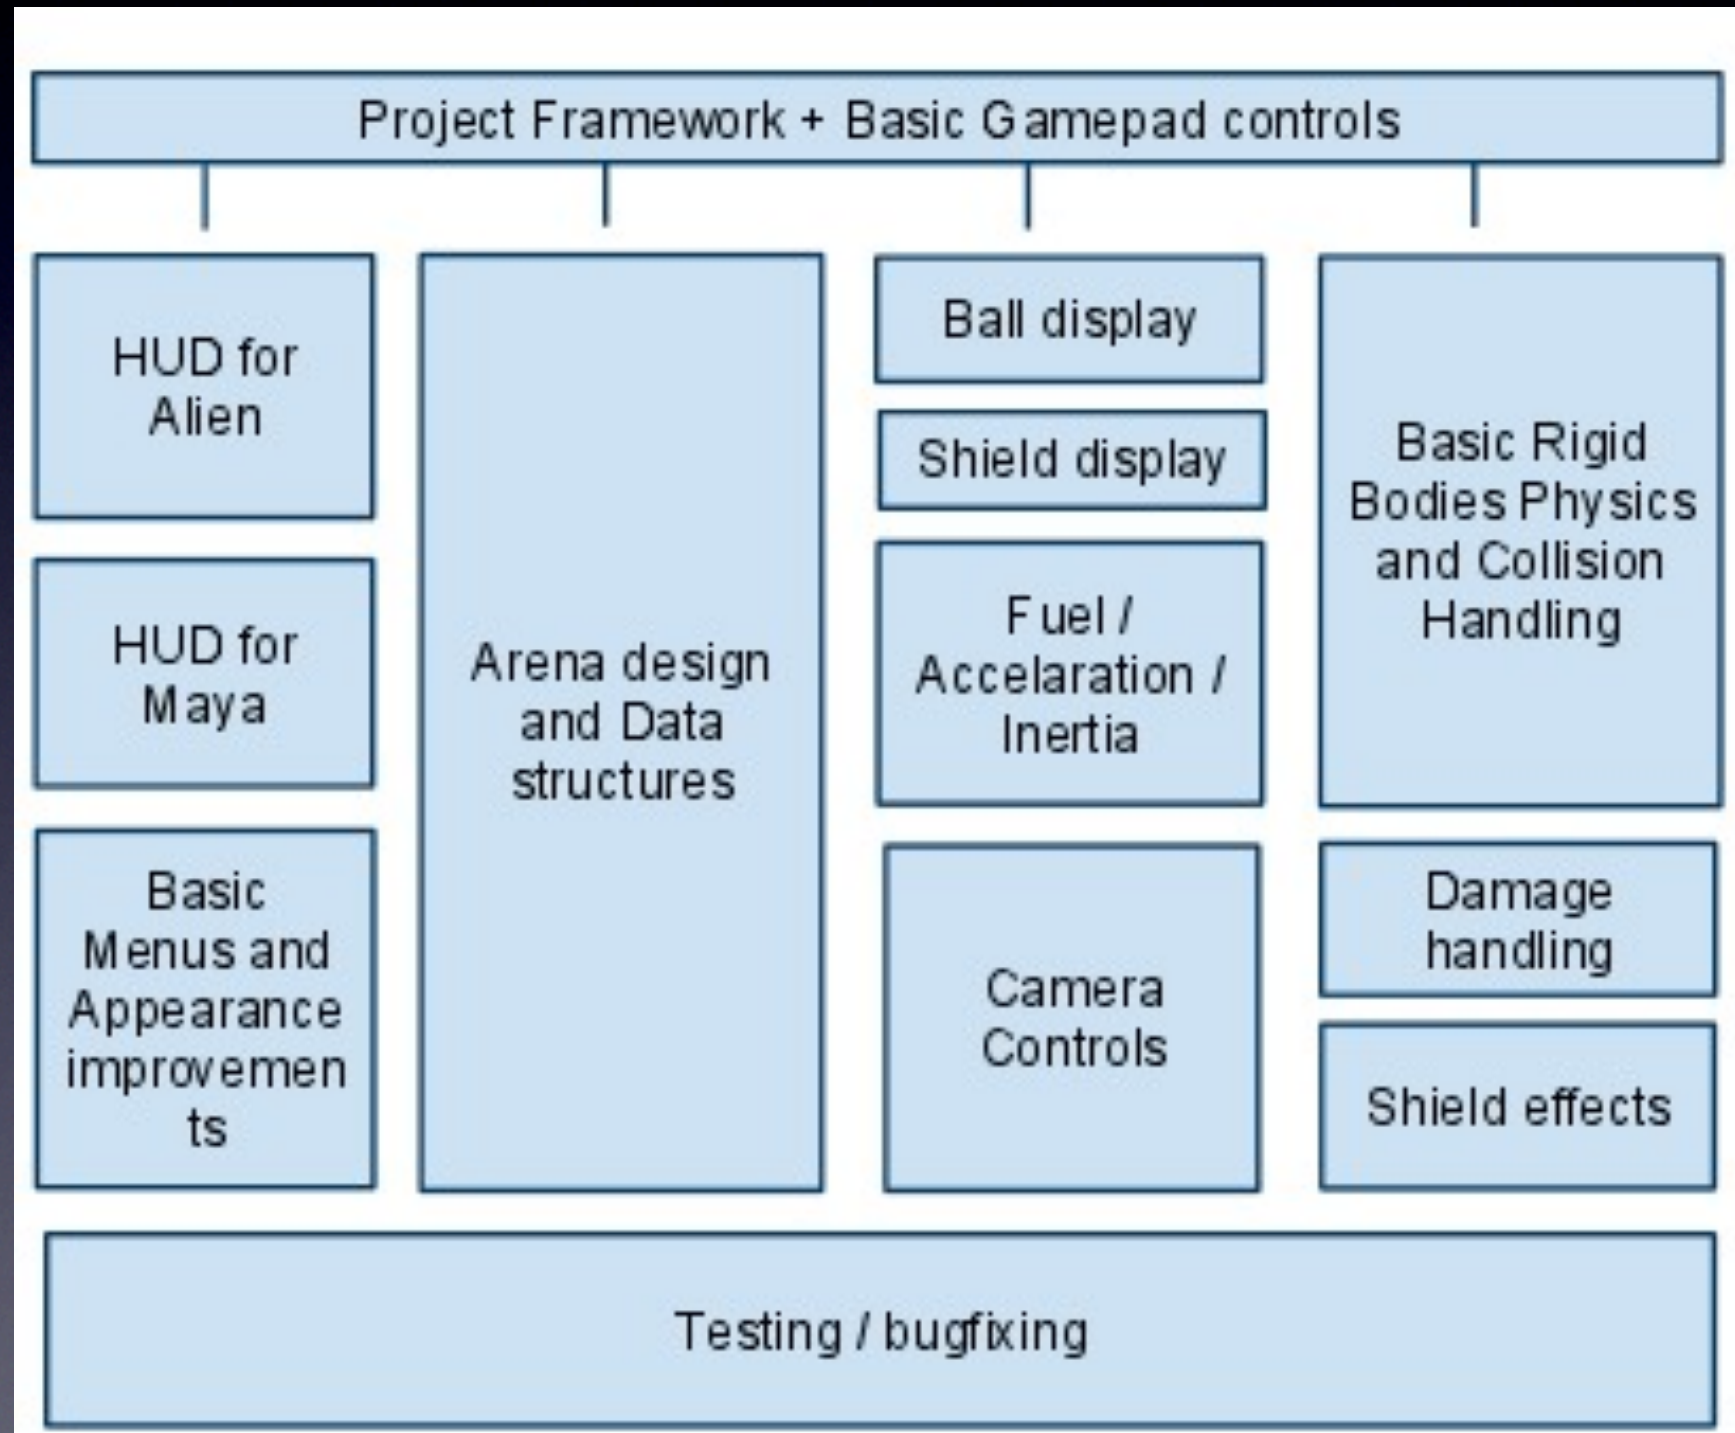 Project Framework + Basic Gamepad controls
HUD for
Alien
HUD for
Maya
Basic
Menus and
Appearance
improvemen
ts
Arena design
and Data
structures
Ball display
Shield display
Fuel /
Accelaration /
Inertia
Camera
Controls
Basic Rigid
Bodies Physics
and Collision
Handling
Damage
handling
Shield effects
Testing / bugfixing